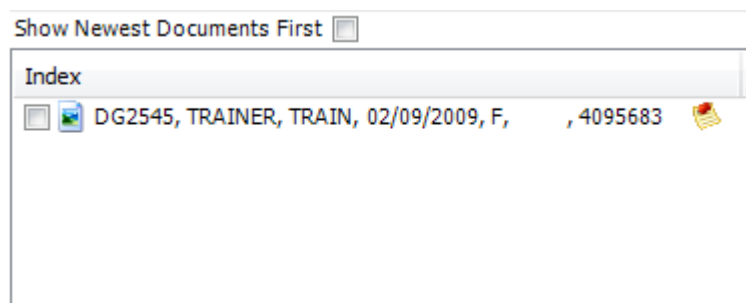 Show Newest Documents First
Index
DG2545, TRAINER, TRAIN, 02/09/2009, F, , 4095683